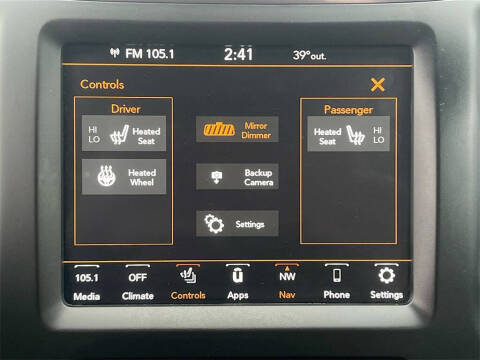 FM 105.1 2:41 39°out.
Controls
Driver
HI
LO
Heated
Seat
Heated
Wheel
Mirror
Dimmer
Backup
Camera
Settings
Passenger
Heated
Seat
HI
LO
105.1 OFF NW
Media Climate Controls Apps Nav Phone Settings